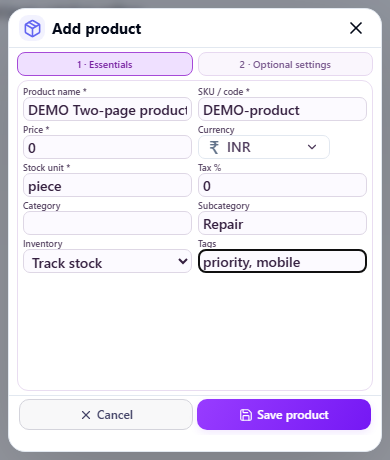 Add product
1 · Essentials
2 · Optional settings
Product name *
SKU / code *
DEMO Two-page product
DEMO-product
Price *
Currency
0
₹ INR
Stock unit *
Tax %
piece
0
Category
Subcategory
Repair
Inventory
Tags
Track stock
priority, mobile
Cancel
Save product